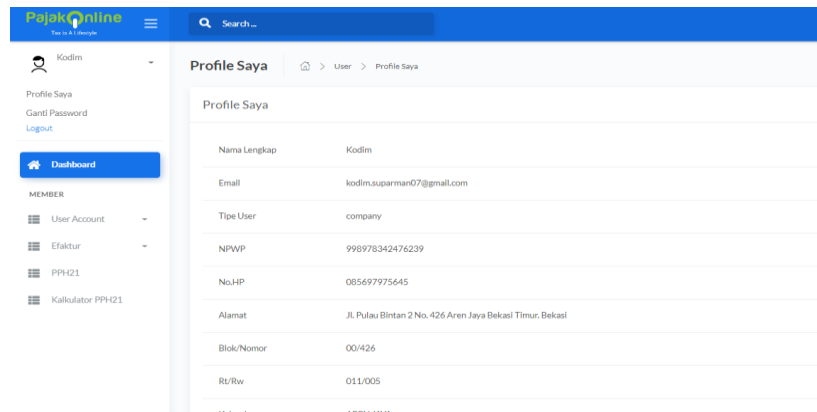 PajakOnline
Tax is A Lifestyle
Search ...
Kodim
Profile Saya
Ganti Password
Logout
Dashboard
MEMBER
User Account
Efaktur
PPH21
Kalkulator PPH21
Profile Saya
User > Profile Saya
Profile Saya
Nama Lengkap Kodim
Email kodim.suparman07@gmail.com
Tipe User company
NPWP 998978342476239
No.HP 085697975645
Alamat Jl. Pulau Bintan 2 No. 426 Aren Jaya Bekasi Timur. Bekasi
Blok/Nomor 00/426
Rt/Rw 011/005